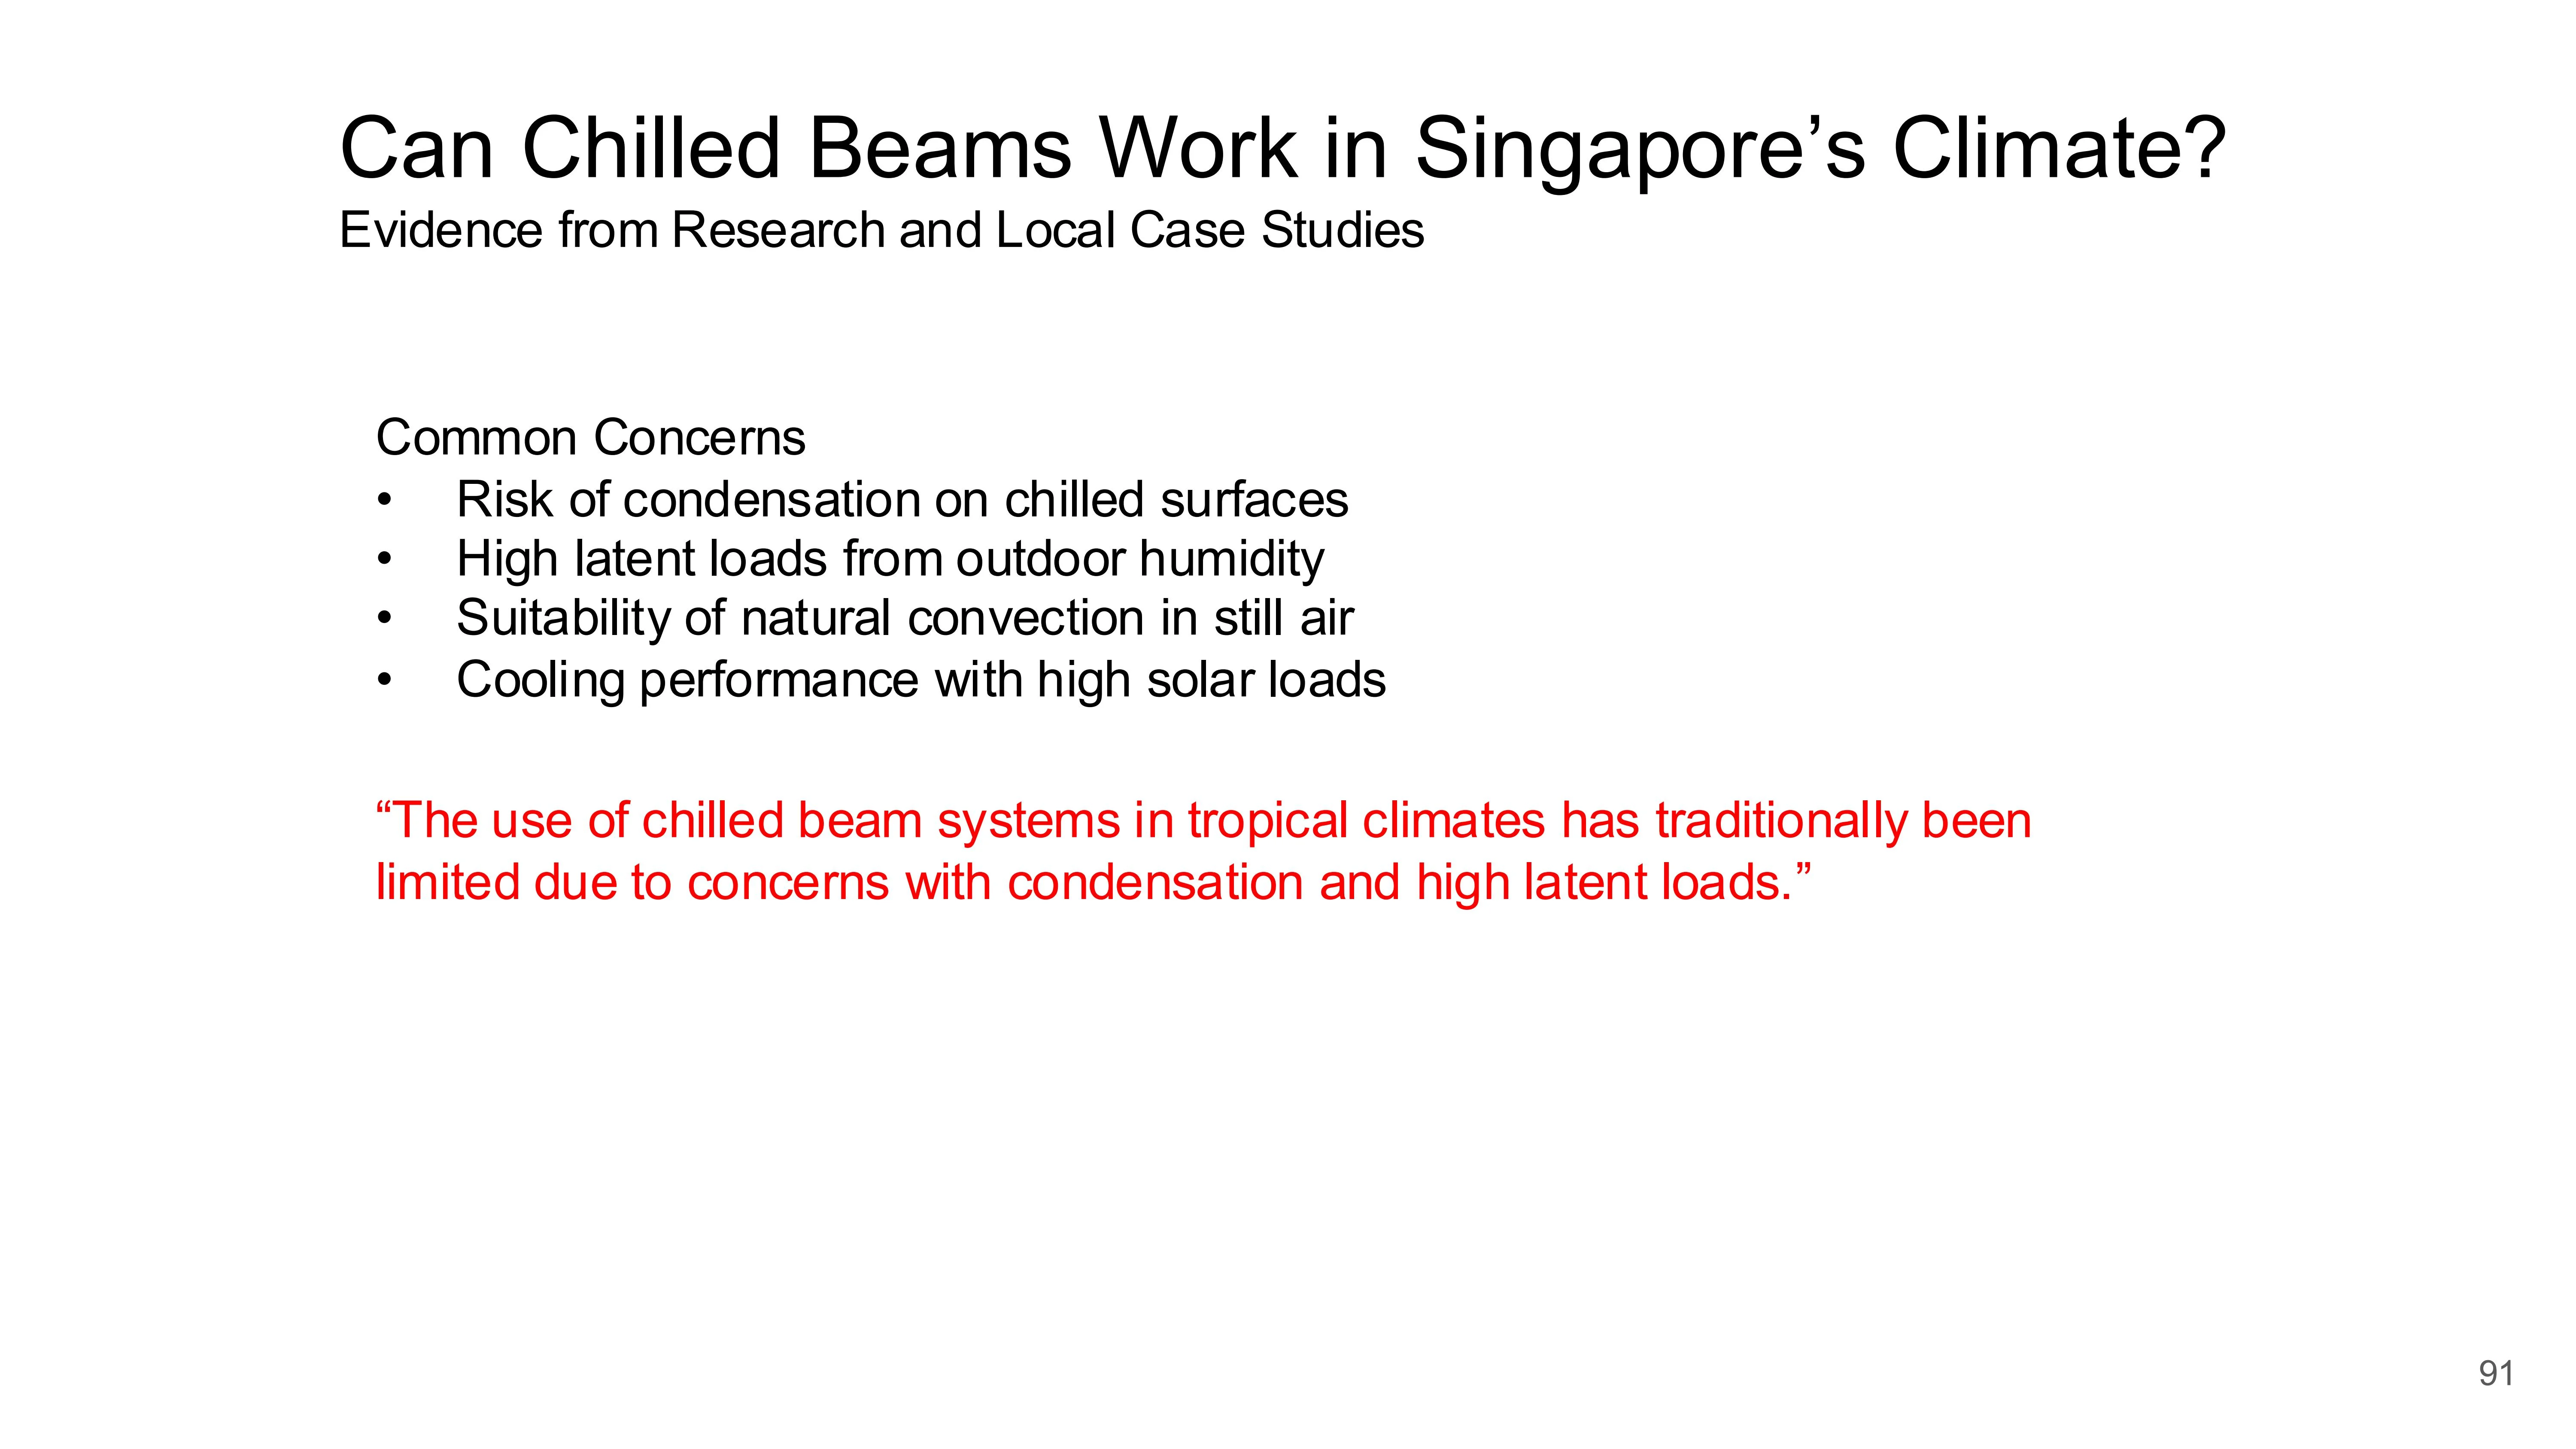 Can Chilled Beams Work in Singapore’s Climate?
Evidence from Research and Local Case Studies
Common Concerns
• Risk of condensation on chilled surfaces
• High latent loads from outdoor humidity
• Suitability of natural convection in still air
• Cooling performance with high solar loads
“The use of chilled beam systems in tropical climates has traditionally been
limited due to concerns with condensation and high latent loads.”
91